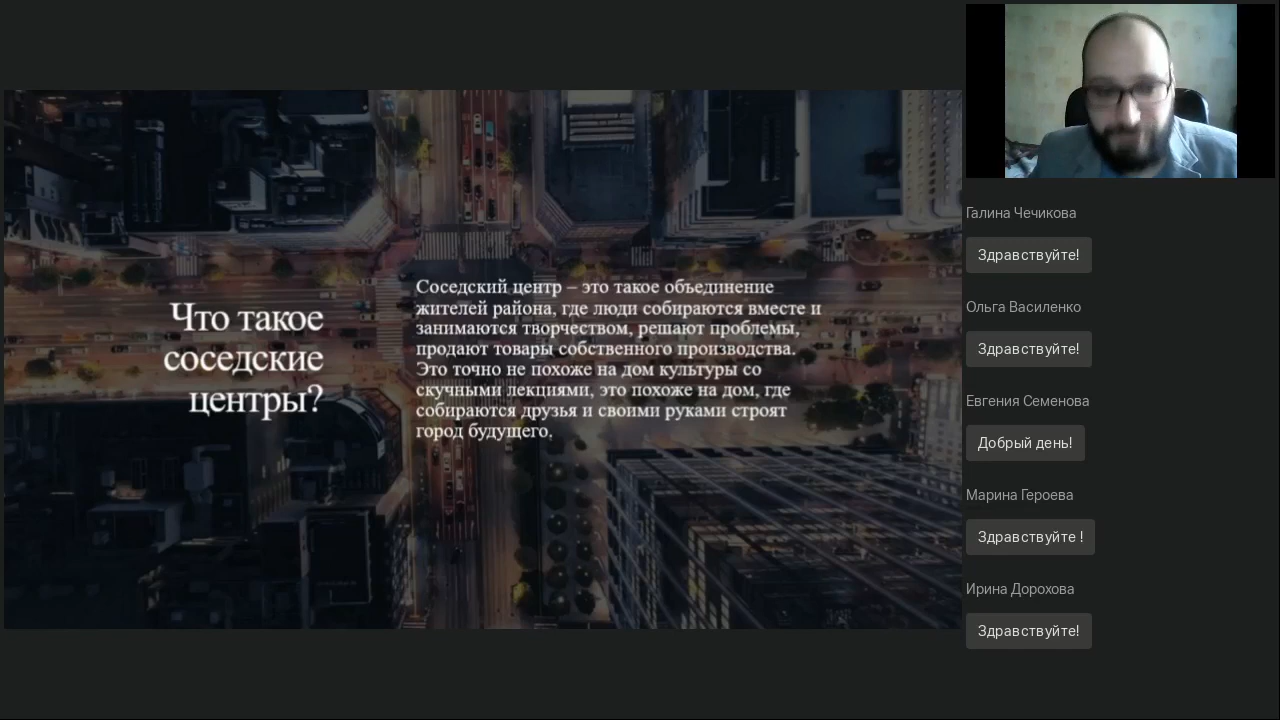 Что такое
соседские
центры?
Соседский центр – это такое объединение
жителей района, где люди собираются вместе и
занимаются творчеством, решают проблемы,
продают товары собственного производства.
Это точно не похоже на дом культуры со
скучными лекциями, это похоже на дом, где
собираются друзья и своими руками строят
город будущего.
Галина Чечикова
Здравствуйте!
Ольга Василенко
Здравствуйте!
Евгения Семенова
Добрый день!
Марина Героева
Здравствуйте !
Ирина Дорохова
Здравствуйте!